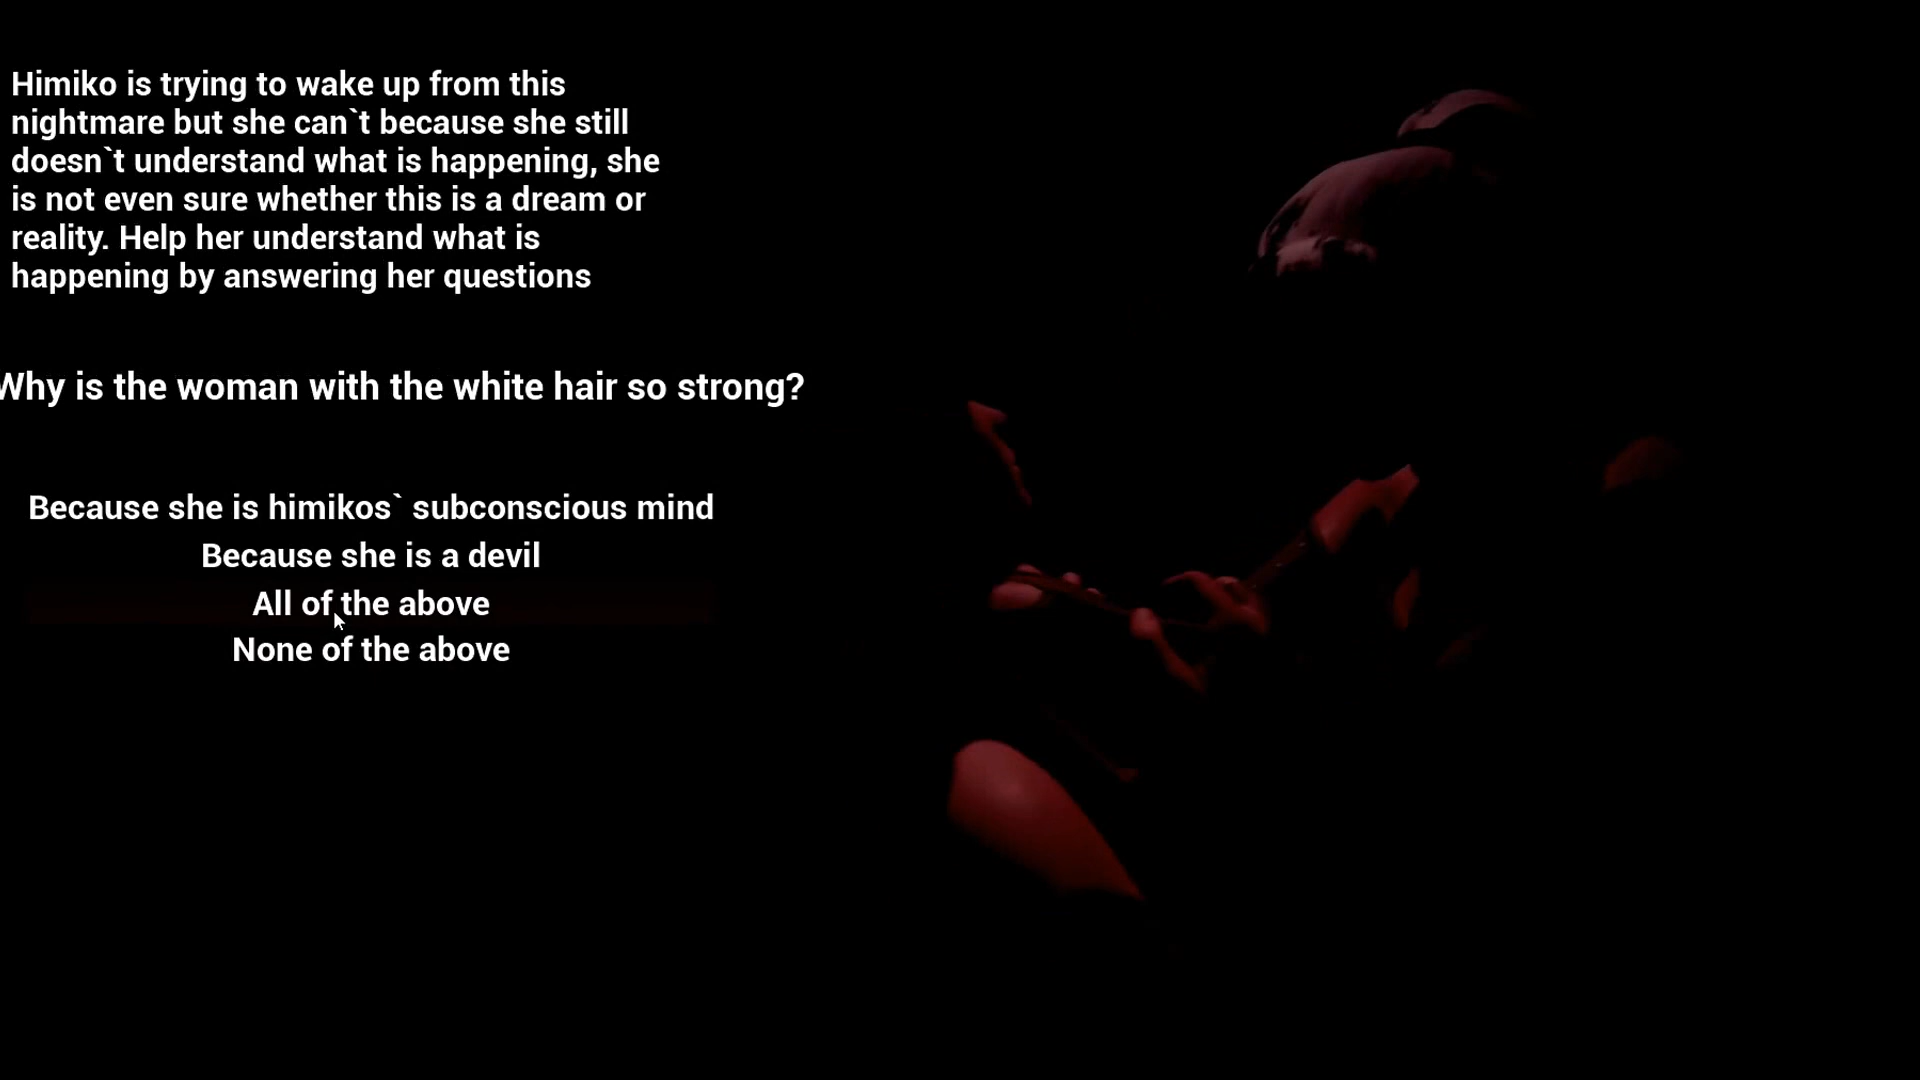 Himiko is trying to wake up from this
nightmare but she can`t because she still
doesn`t understand what is happening, she
is not even sure whether this is a dream or
reality. Help her understand what is
happening by answering her questions
Why is the woman with the white hair so strong?
Because she is himikos` subconscious mind
Because she is a devil
All of the above
None of the above